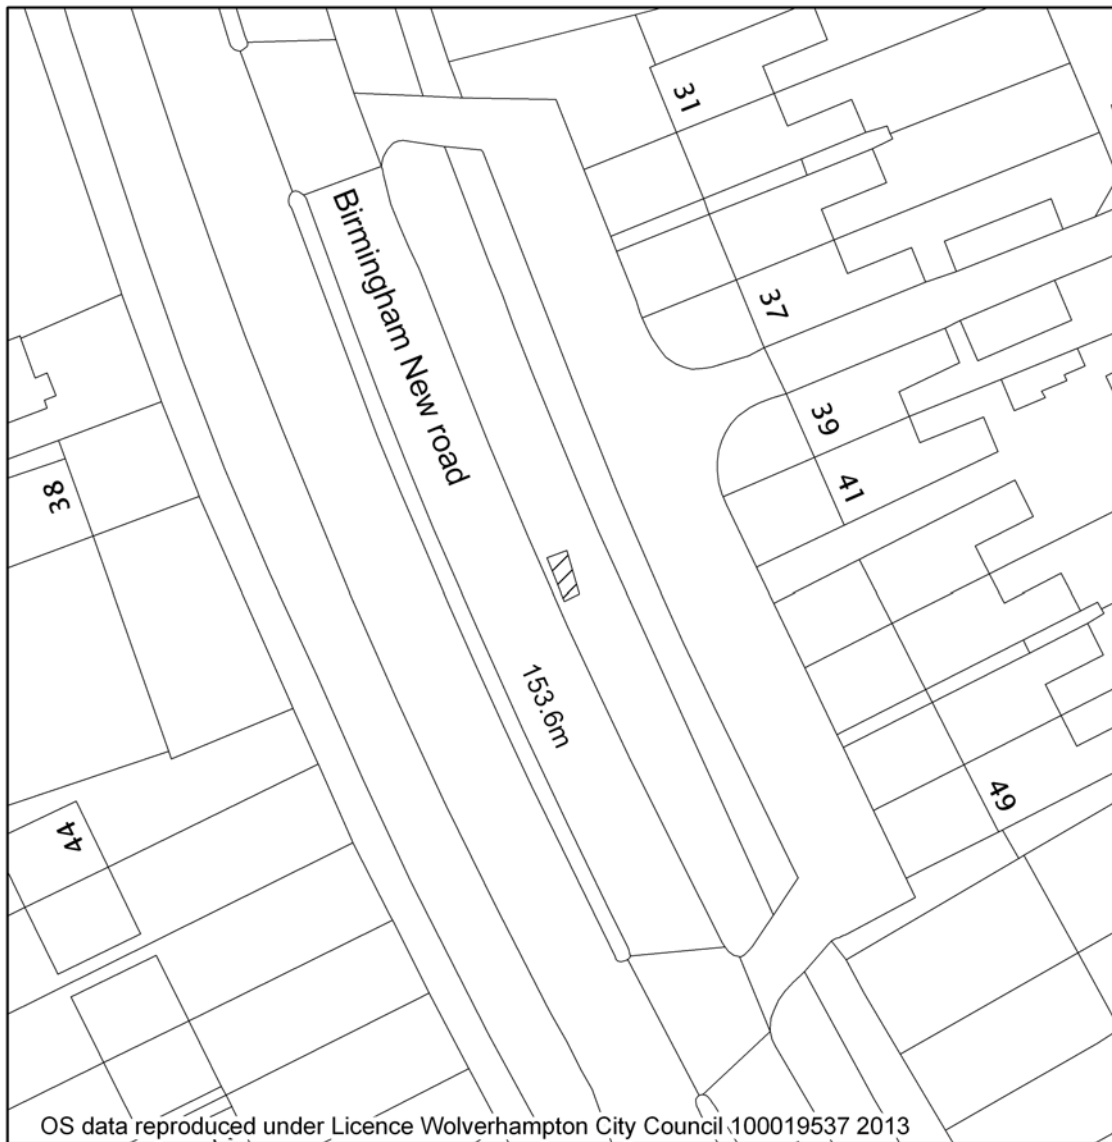 31
Birmingham New road
37
39
41
38
153.6m
49
44
OS data reproduced under Licence Wolverhampton City Council 100019537 2013